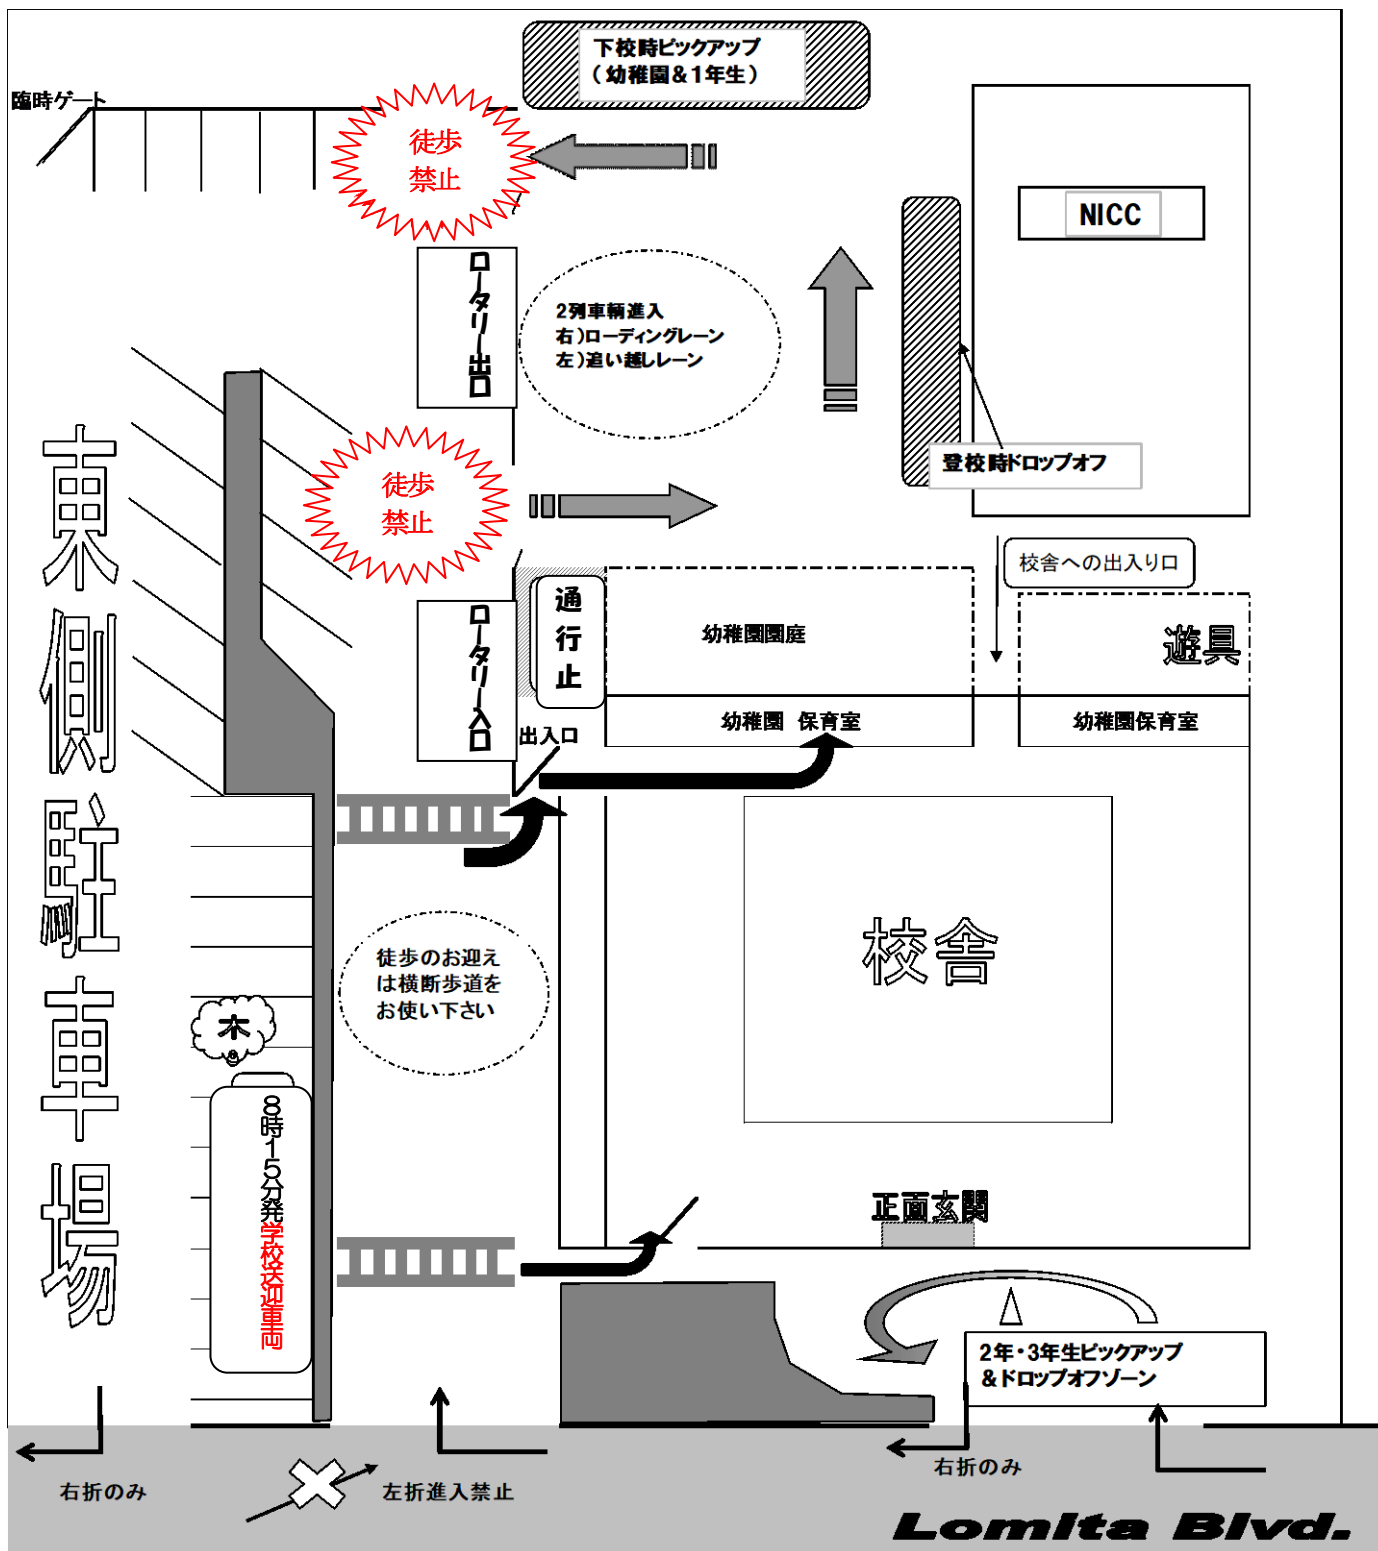 下校時ピックアップ
(幼稚園&1年生)
臨時ゲート
徒歩
禁止
NICC
ロータリー出口
2列車輌進入
右)ローディングレーン
左)追い越しレーン
登校時ドロップオフ
徒歩
禁止
校舎への出入り口
通行止
ロータリー入口
幼稚園園庭
遊具
出入口
幼稚園 保育室
幼稚園保育室
東側駐車場
校舎
徒歩のお迎え
は横断歩道を
お使い下さい
木
8時15分発学校送迎車両
正面玄関
2年・3年生ピックアップ
&ドロップオフゾーン
右折のみ
左折進入禁止
右折のみ
Lomita Blvd.